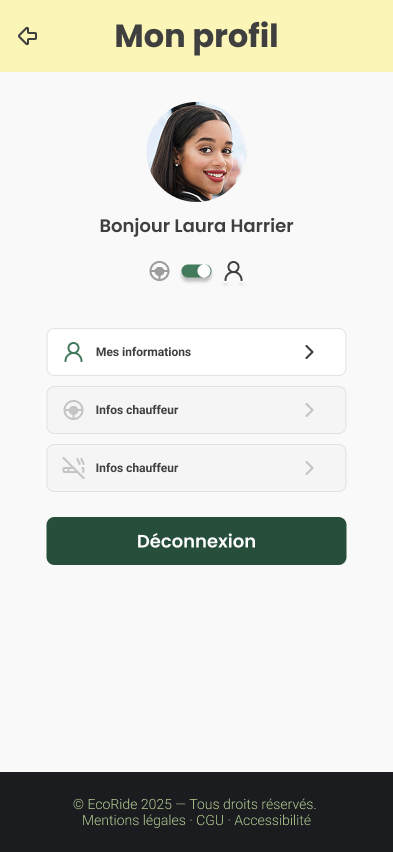 Mon profil
Bonjour Laura Harrier
Mes informations
Infos chauffeur
Infos chauffeur
Déconnexion
© EcoRide 2025 — Tous droits réservés.
Mentions légales · CGU · Accessibilité